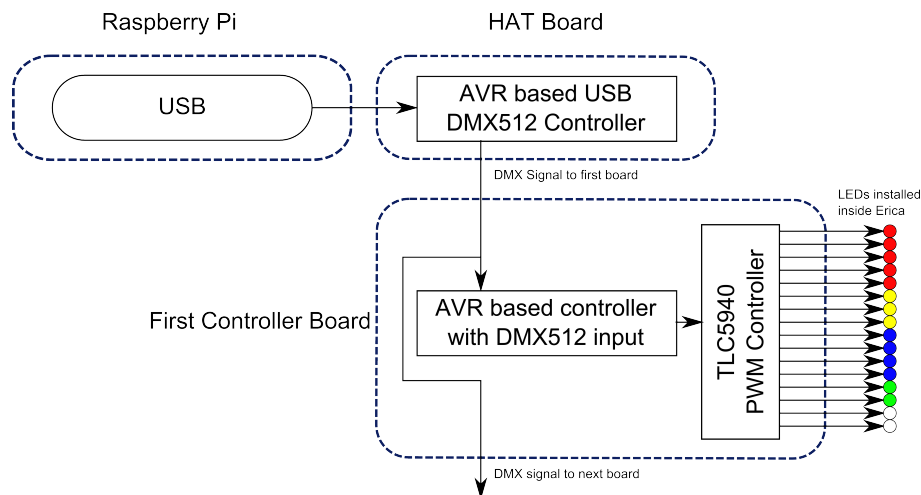 Raspberry Pi
HAT Board
USB
AVR based USB
DMX512 Controller
DMX Signal to first board
LEDs installed
inside Erica
First Controller Board
AVR based controller
with DMX512 input
TLC5940
PWM Controller
DMX signal to next board